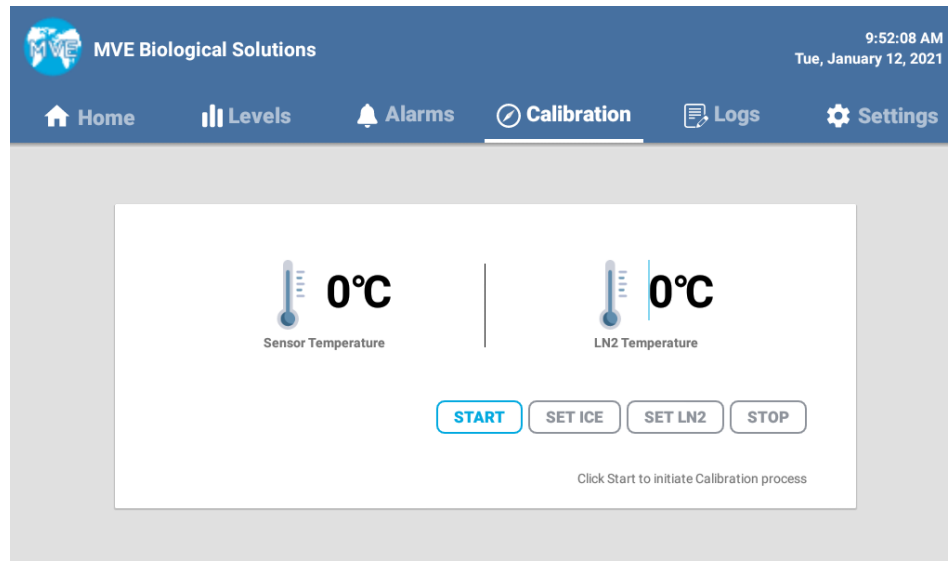 MVE
MVE Biological Solutions
9:52:08 AM
Tue, January 12, 2021
Home
Levels
Alarms
Calibration
Logs
Settings
0°C
Sensor Temperature
0°C
LN2 Temperature
START
SET ICE
SET LN2
STOP
Click Start to initiate Calibration process